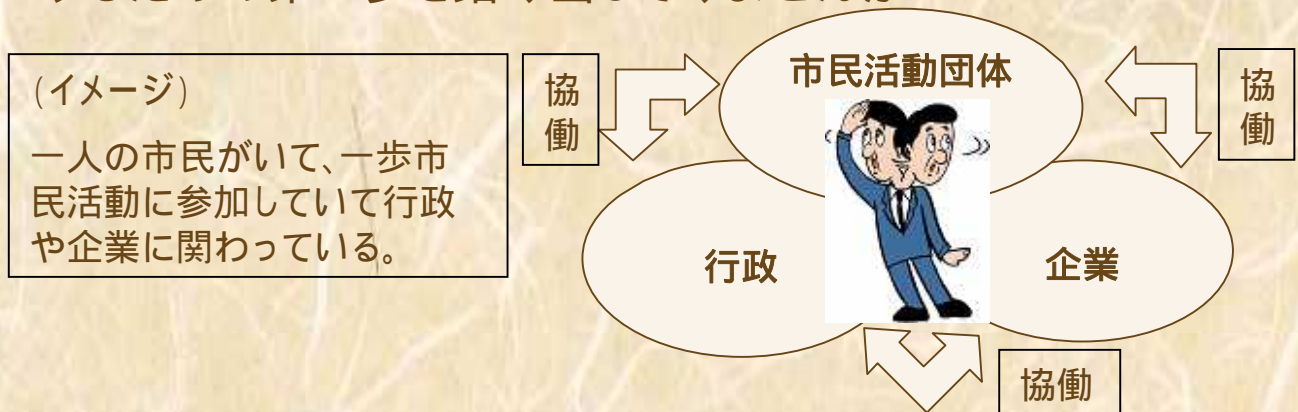 (イメージ)
一人の市民がいて、一歩市
民活動に参加していて行政
や企業に関わっている。
協
働
市民活動団体
協
働
行政
企業
協働